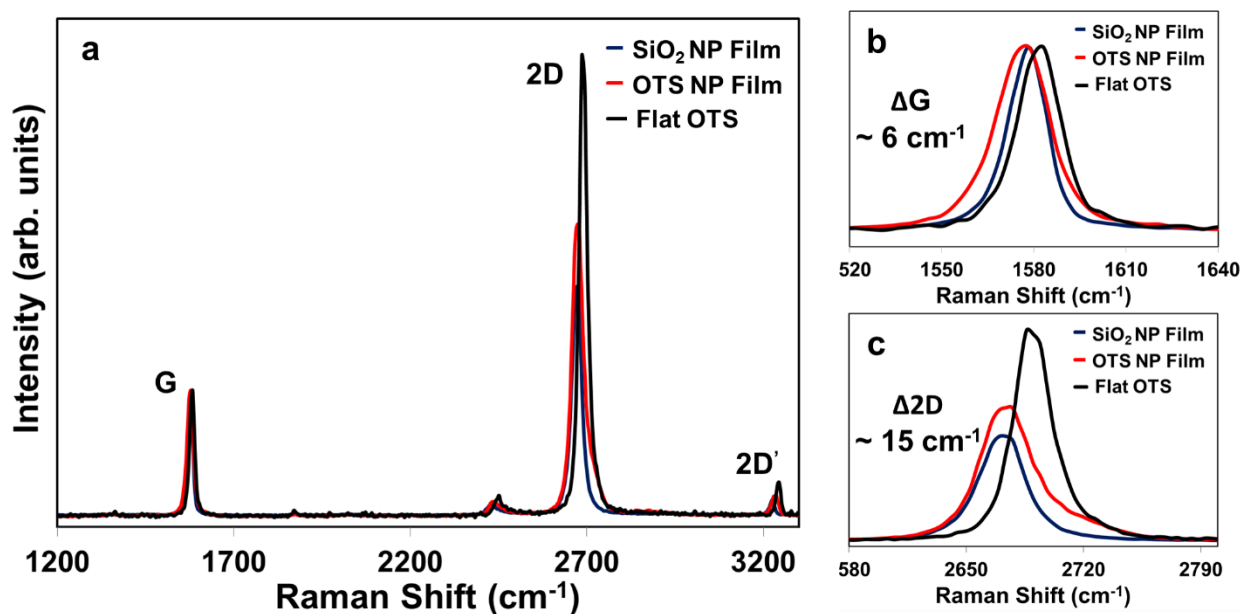 a
SiO₂ NP Film
OTS NP Film
Flat OTS
2D
G
2D'
Intensity (arb. units)
1200 1700 2200 2700 3200
Raman Shift (cm⁻¹)
b
SiO₂ NP Film
OTS NP Film
Flat OTS
ΔG
~ 6 cm⁻¹
520 1550 1580 1610 1640
Raman Shift (cm⁻¹)
c
SiO₂ NP Film
OTS NP Film
Flat OTS
Δ2D
~ 15 cm⁻¹
580 2650 2720 2790
Raman Shift (cm⁻¹)